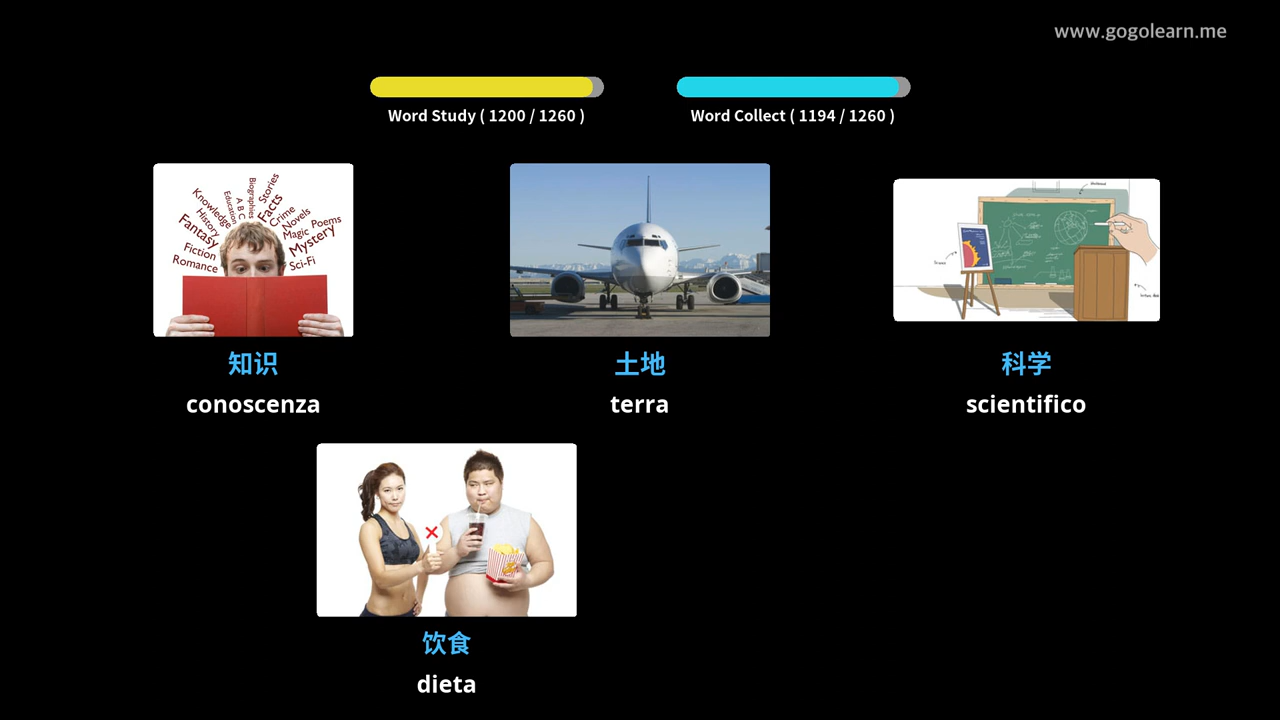 www.gogolearn.me
Word Study ( 1200 / 1260 )
Word Collect ( 1194 / 1260 )
Knowledge
History
Fantasy
Fiction
Romance
Education
A B C
Biographies
Stories
Facts
Crime
Novels
Magic
Poems
Mystery
Sci-Fi
知识
conoscenza
土地
terra
科学
scientifico
饮食
dieta